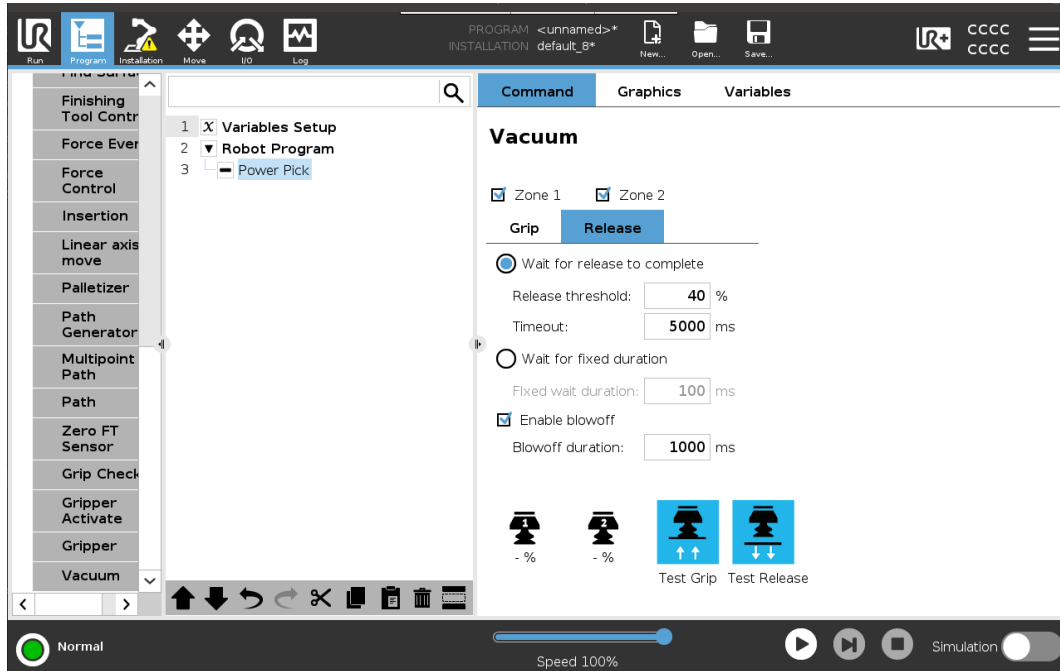 PROGRAM <unnamed>*
INSTALLATION default_8*
CCCC
CCCC
Run
Program
Installation
Move
I/O
Log
New...
Open...
Save...
Finishing
Tool Contr
Force Ever
Force
Control
Insertion
Linear axis
move
Palletizer
Path
Generator
Multipoint
Path
Path
Zero FT
Sensor
Grip Check
Gripper
Activate
Gripper
Vacuum
1 x Variables Setup
2 Robot Program
3 Power Pick
Command Graphics Variables
Vacuum
Zone 1 Zone 2
Grip Release
Wait for release to complete
Release threshold: 40 %
Timeout: 5000 ms
Wait for fixed duration
Fixed wait duration: 100 ms
Enable blowoff
Blowoff duration: 1000 ms
1 2
- % - %
Test Grip Test Release
Normal
Speed 100%
Simulation